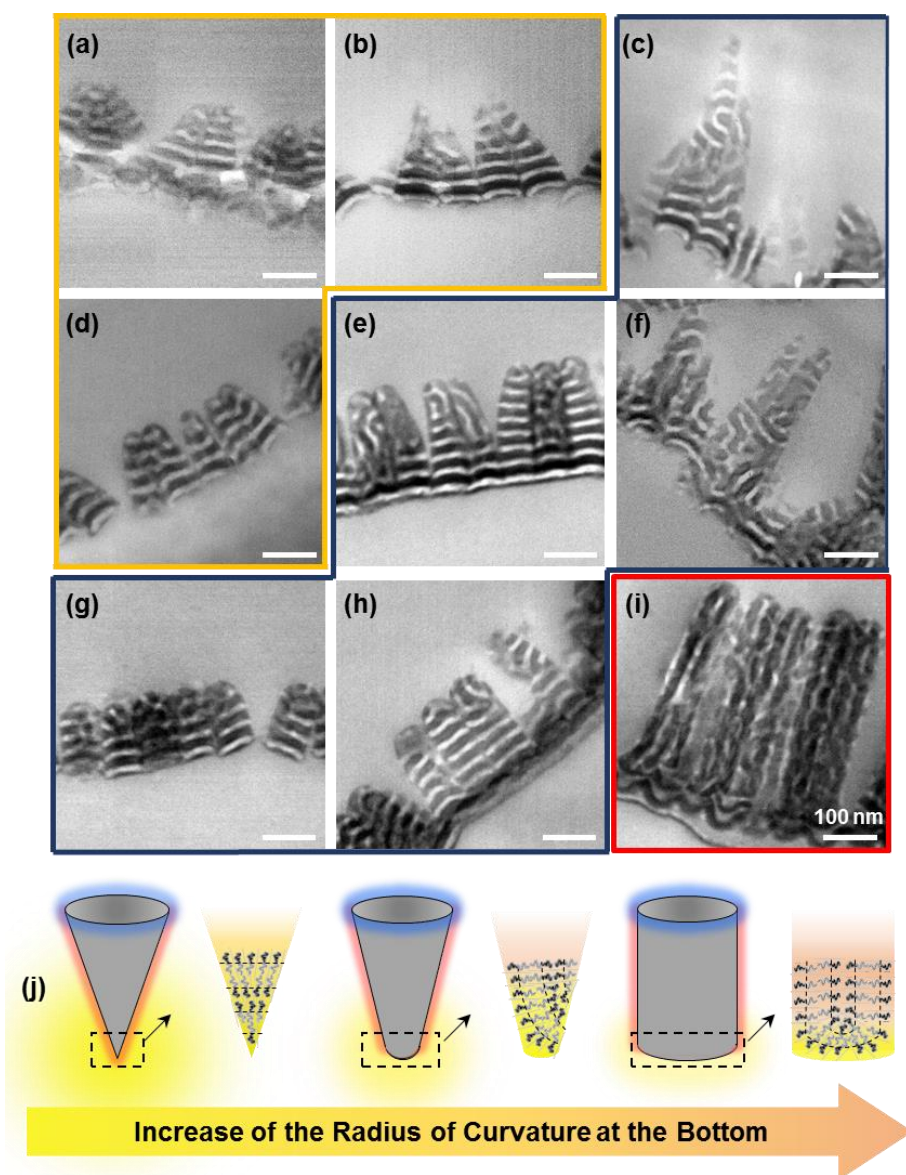 (a)
(b)
(c)
(d)
(e)
(f)
(g)
(h)
(i)
100 nm
(j)
Increase of the Radius of Curvature at the Bottom